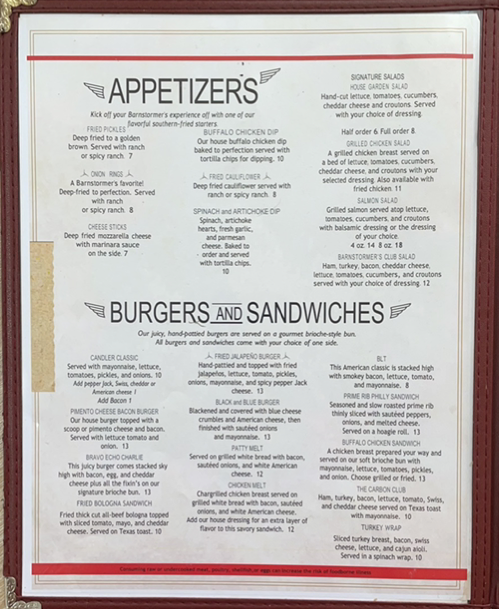 APPETIZERS
Kick off your Barnstormers experience off with one of our
flavorful southern-fried starters
FRIED PICKLES
Deep fried to a golden
brown. Served with ranch
or spicy ranch. 7
ONION RINGS
A Barnstormer's favorite!
Deep-fried to perfection. Served
with ranch
or spicy ranch. 8
CHEESE STICKS
Deep fried mozzarella cheese
with marinara sauce
on the side. 7
BUFFALO CHICKEN DIP
Our house buffalo chicken dip
baked to perfection served with
tortilla chips for dipping. 10
FRIED CAULIFLOWER
Deep fried cauliflower served with
ranch or spicy ranch. 8
SPINACH and ARTICHOKE DIP
Spinach, artichoke
hearts, fresh garlic,
and parmesan
cheese. Baked to
order and served
with tortilla chips.
10
SIGNATURE SALADS
HOUSE GARDEN SALAD
Hand-cut lettuce, tomatoes, cucumbers,
cheddar cheese and croutons. Served
with your choice of dressing.
Half order 6 Full order 8
GRILLED CHICKEN SALAD
A grilled chicken breast served on
a bed of lettuce, tomatoes, cucumbers,
cheddar cheese, and croutons with your
selected dressing. Also available with
fried chicken. 11
SALMON SALAD
Grilled salmon served atop lettuce,
tomatoes, cucumbers, and croutons
with balsamic dressing or the dressing
of your choice.
4 oz. 14 8 oz. 18
BARNSTORMER'S CLUB SALAD
Ham, turkey, bacon, cheddar cheese,
lettuce, tomatoes, cucumbers, and croutons
served with your choice of dressing. 12
BURGERS AND SANDWICHES
Our juicy, hand-pattied burgers are served on a gourmet brioche-style bun.
All burgers and sandwiches come with your choice of one side.
CANDLER CLASSIC
Served with mayonnaise, lettuce,
tomatoes, pickles, and onions. 10
Add pepper jack, Swiss, cheddar or
American cheese 1
Add Bacon 1
PIMENTO CHEESE BACON BURGER
Our house burger topped with a
scoop or pimento cheese and bacon.
Served with lettuce tomato and
onion. 13
BRAVO ECHO CHARLIE
This juicy burger comes stacked sky
high with bacon, egg, and cheddar
cheese plus all the fixin's on our
signature brioche bun. 13
FRIED BOLOGNA SANDWICH
Fried thick cut all-beef bologna topped
with sliced tomato, mayo, and cheddar
cheese. Served on Texas toast. 10
FRIED JALAPEÑO BURGER
Hand-pattied and topped with fried
jalapeños, lettuce, tomato, pickles,
onions, mayonnaise, and spicy pepper Jack
cheese. 13
BLACK and BLUE BURGER
Blackened and covered with blue cheese
crumbles and American cheese, then
finished with sautéed onions
and mayonnaise. 13
PATTY MELT
Served on grilled white bread with bacon,
sautéed onions, and white American
cheese. 12
CHICKEN MELT
Chargrilled chicken breast served on
grilled white bread with bacon, sautéed
onions, and white American cheese.
Add our house dressing for an extra layer of
flavor to this savory sandwich. 12
BLT
This American classic is stacked high
with smokey bacon, lettuce, tomato,
and mayonnaise. 8
PRIME RIB PHILLY SANDWICH
Seasoned and slow roasted prime rib
thinly sliced with sautéed peppers,
onions, and melted cheese.
Served on a hoagie roll. 13
BUFFALO CHICKEN SANDWICH
A chicken breast prepared your way and
served on our soft brioche bun with
mayonnaise, lettuce, tomatoes, pickles,
and onion. Choose grilled or fried. 13
THE CARBON CLUB
Ham, turkey, bacon, lettuce, tomato, Swiss,
and cheddar cheese served on Texas toast
with mayonnaise. 10
TURKEY WRAP
Sliced turkey breast, bacon, swiss
cheese, lettuce, and cajun aioli.
Served in a spinach wrap. 10
Consuming raw or undercooked meat, poultry, shellfish or eggs can increase the risk of foodborne illness